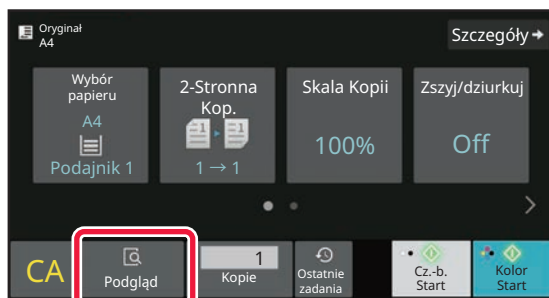 Oryginał
A4
Szczegóły
Wybór
papieru
A4
Podajnik 1
2-Stronna
Kop.
1 → 1
Skala Kopii
100%
Zszyj/dziurkuj
Off
CA
Podgląd
1
Kopie
Ostatnie
zadania
Cz.-b.
Start
Kolor
Start